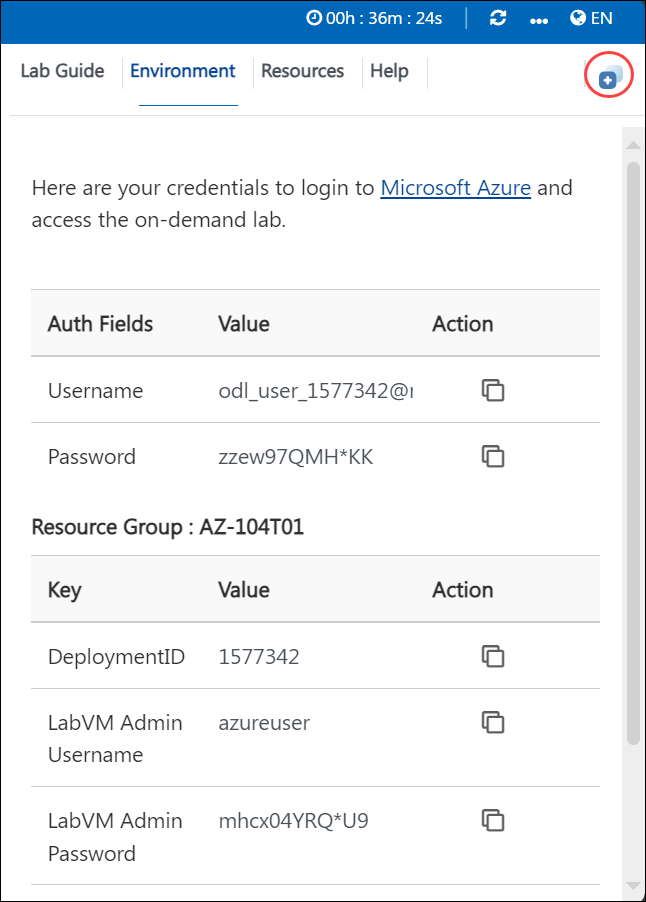 00h : 36m : 24s
EN
Lab Guide
Environment
Resources
Help
Here are your credentials to login to Microsoft Azure and
access the on-demand lab.
Auth Fields Value Action
Username odl_user_1577342@
Password zzew97QMH*KK
Resource Group : AZ-104T01
Key Value Action
DeploymentID 1577342
LabVM Admin azureuser
Username
LabVM Admin mhcx04YRQ*U9
Password